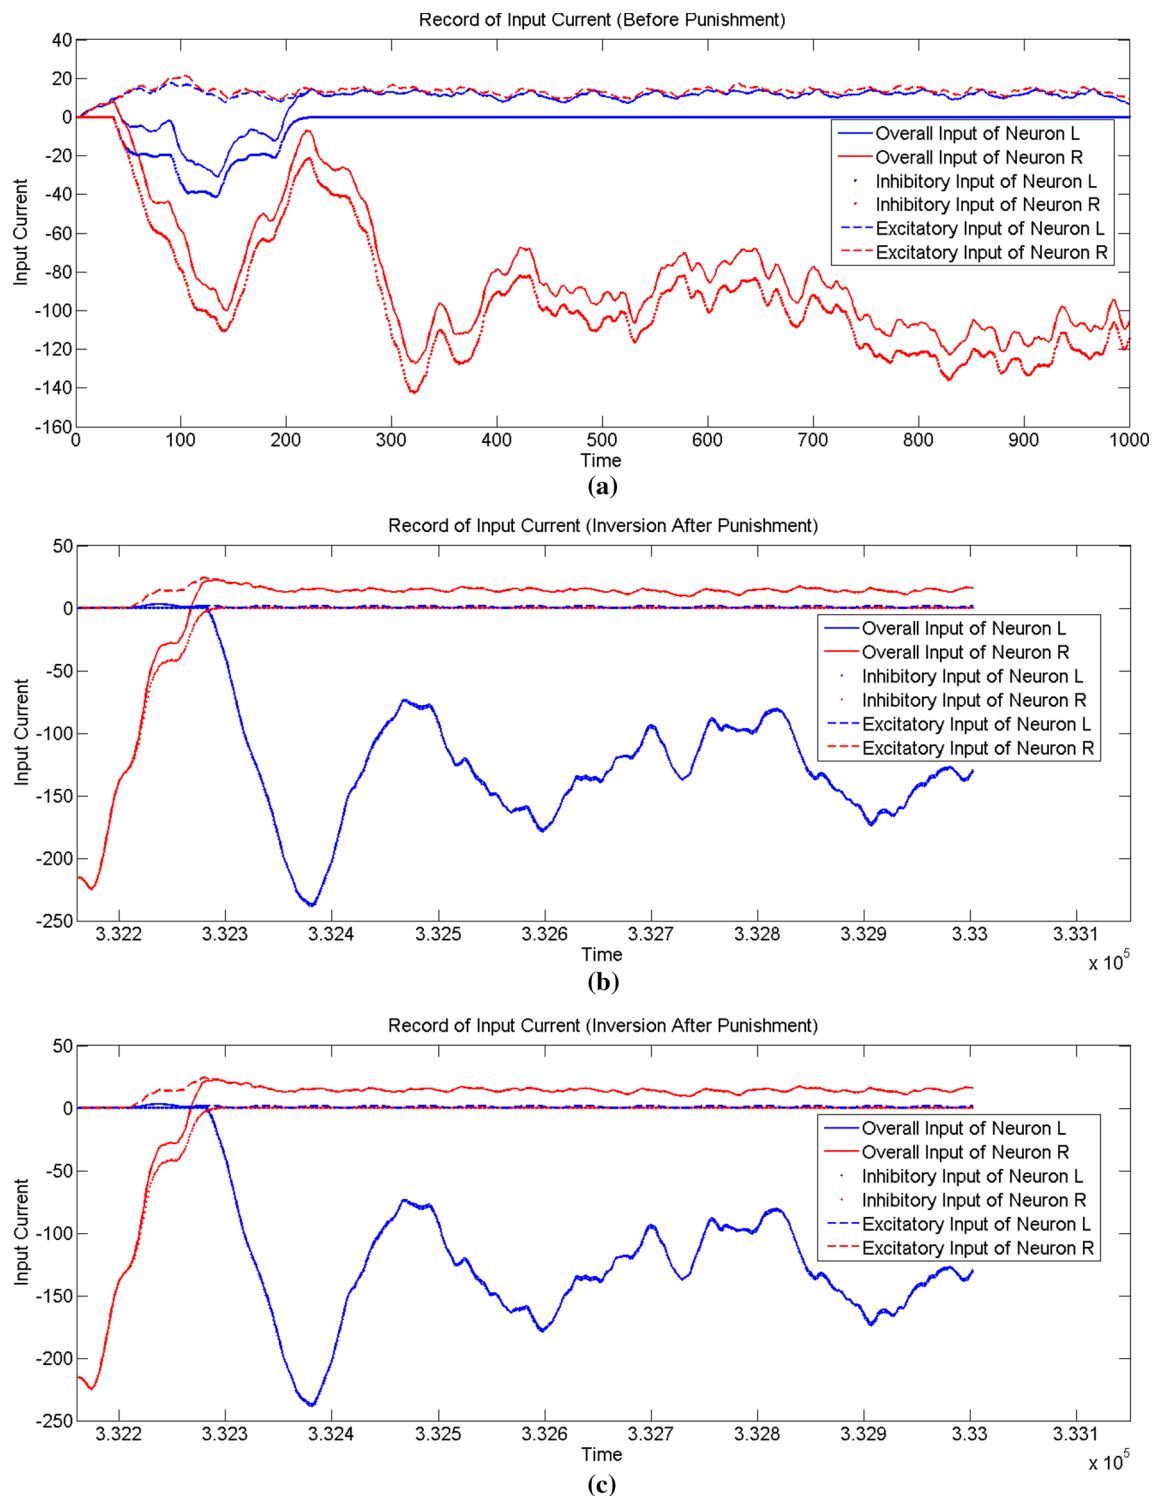 Record of Input Current (Before Punishment)
40
20
0
-20
-40
-60
-80
-100
-120
-140
-160
Input Current
Overall Input of Neuron L
Overall Input of Neuron R
Inhibitory Input of Neuron L
Inhibitory Input of Neuron R
Excitatory Input of Neuron L
Excitatory Input of Neuron R
0 100 200 300 400 500 600 700 800 900 1000
Time
(a)
Record of Input Current (Inversion After Punishment)
50
0
-50
-100
-150
-200
-250
Input Current
Overall Input of Neuron L
Overall Input of Neuron R
Inhibitory Input of Neuron L
Inhibitory Input of Neuron R
Excitatory Input of Neuron L
Excitatory Input of Neuron R
3.322 3.323 3.324 3.325 3.326 3.327 3.328 3.329 3.33 3.331
Time
x 10^5
(b)
Record of Input Current (Inversion After Punishment)
50
0
-50
-100
-150
-200
-250
Input Current
Overall Input of Neuron L
Overall Input of Neuron R
Inhibitory Input of Neuron L
Inhibitory Input of Neuron R
Excitatory Input of Neuron L
Excitatory Input of Neuron R
3.322 3.323 3.324 3.325 3.326 3.327 3.328 3.329 3.33 3.331
Time
x 10^5
(c)